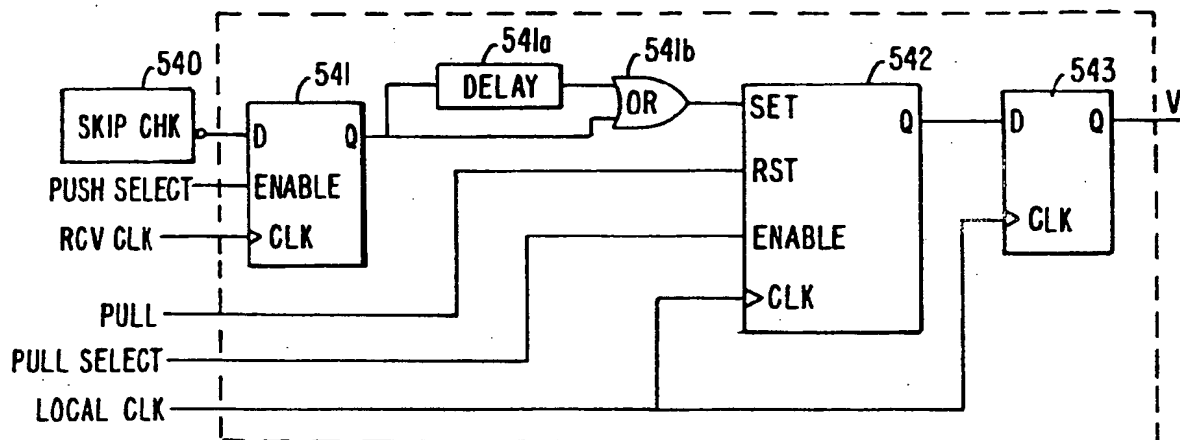 540
541
541a
541b
542
543
SKIP CHK
DELAY
OR
D
Q
PUSH SELECT
ENABLE
RCV CLK
CLK
SET
RST
ENABLE
CLK
Q
D
Q
CLK
V
PULL
PULL SELECT
LOCAL CLK